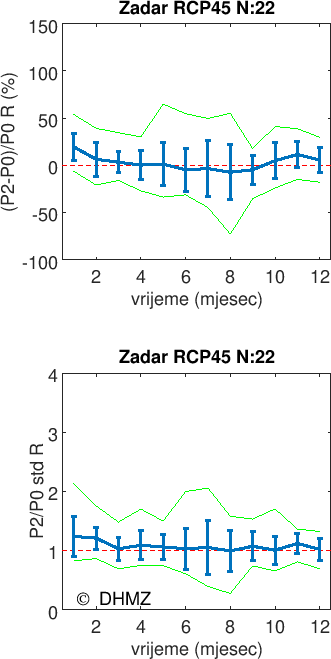 Zadar RCP45 N:22
(P2-P0)/P0 R (%)
150
100
50
0
-50
-100
2 4 6 8 10 12
vrijeme (mjesec)
Zadar RCP45 N:22
P2/P0 std R
4
3
2
1
0
© DHMZ
2 4 6 8 10 12
vrijeme (mjesec)